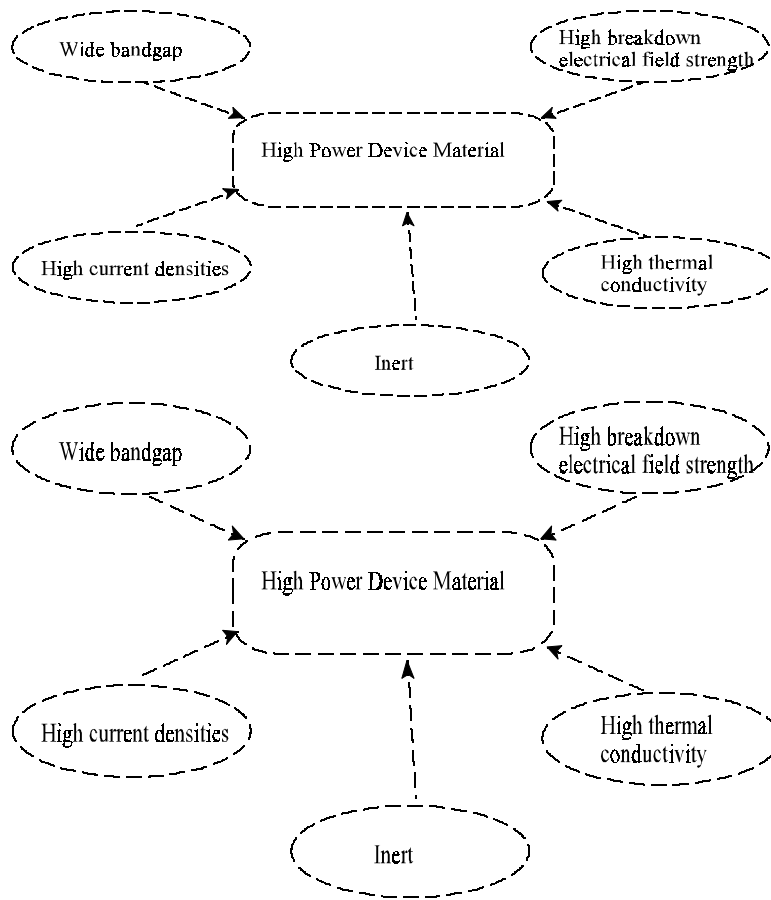 Wide bandgap
High breakdown
electrical field strength
High Power Device Material
High current densities
High thermal
conductivity
Inert
Wide bandgap
High breakdown
electrical field strength
High Power Device Material
High current densities
High thermal
conductivity
Inert